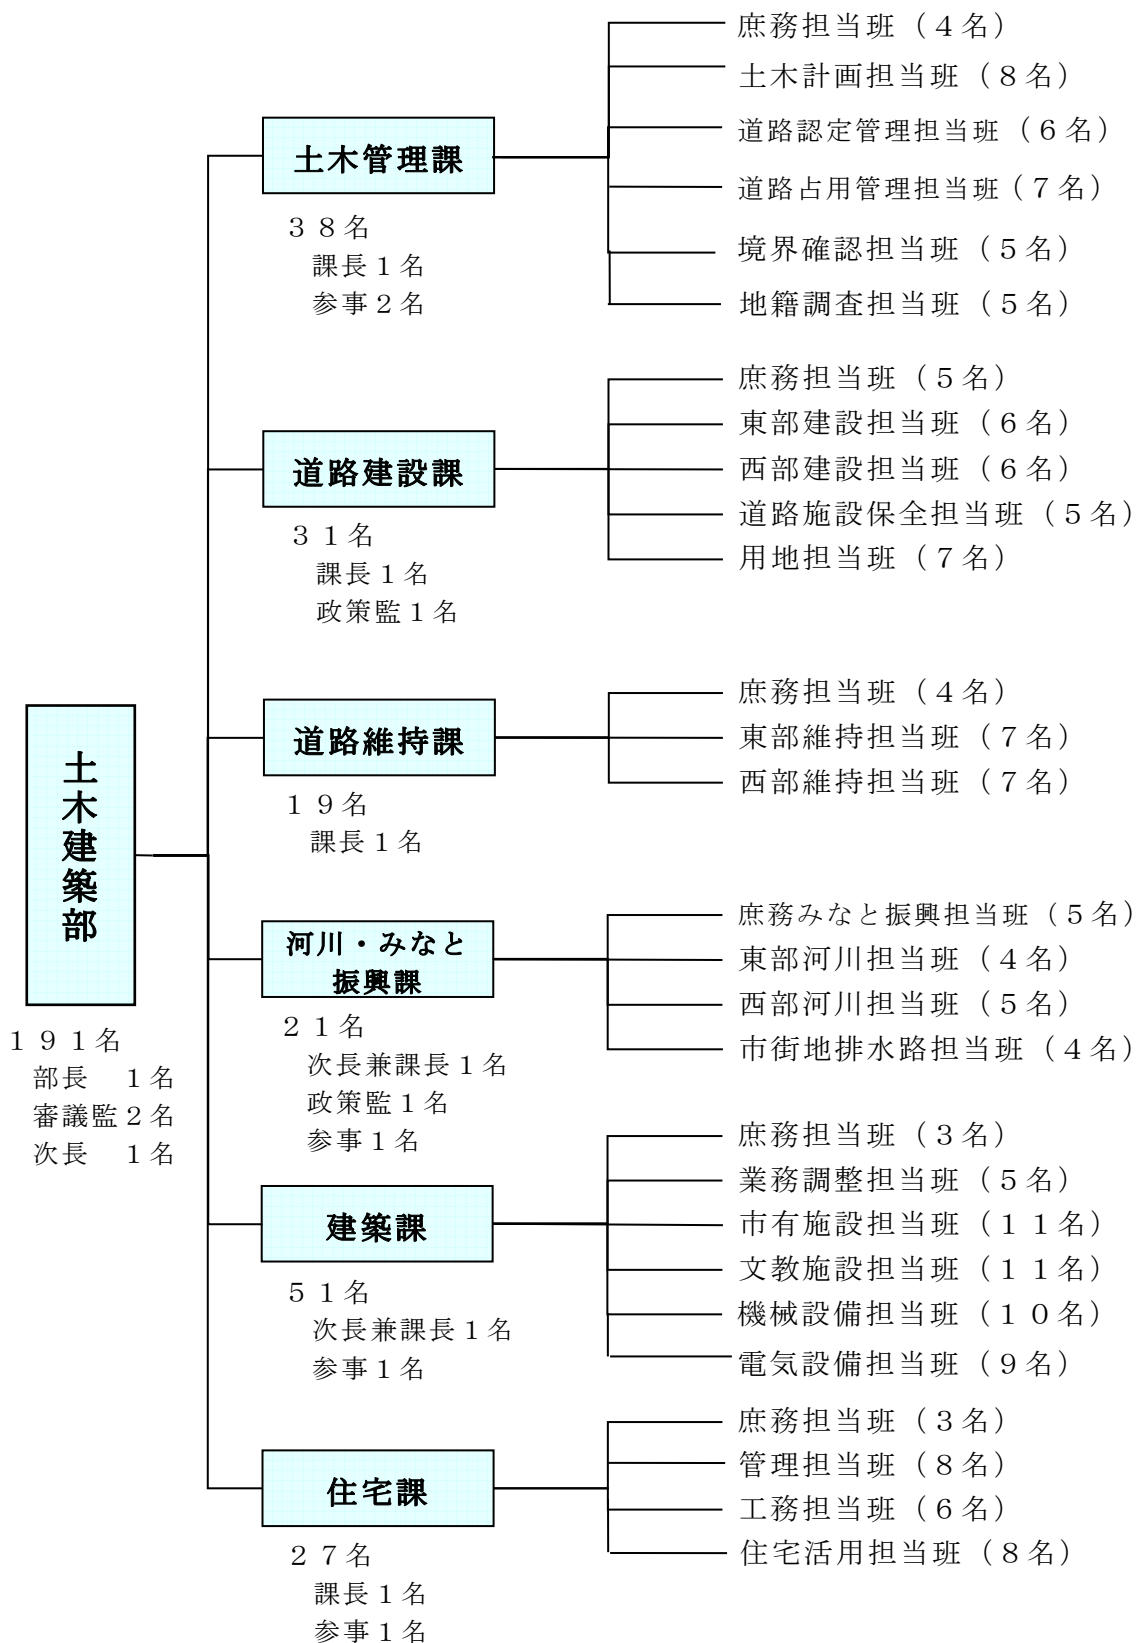 土木建築部
１９１名
部長　１名
審議監２名
次長　１名
土木管理課
３８名
課長１名
参事２名
庶務担当班（４名）
土木計画担当班（８名）
道路認定管理担当班（６名）
道路占用管理担当班（７名）
境界確認担当班（５名）
地籍調査担当班（５名）
道路建設課
３１名
課長１名
政策監１名
庶務担当班（５名）
東部建設担当班（６名）
西部建設担当班（６名）
道路施設保全担当班（５名）
用地担当班（７名）
道路維持課
１９名
課長１名
庶務担当班（４名）
東部維持担当班（７名）
西部維持担当班（７名）
河川・みなと
振興課
２１名
次長兼課長１名
政策監１名
参事１名
庶務みなと振興担当班（５名）
東部河川担当班（４名）
西部河川担当班（５名）
市街地排水路担当班（４名）
建築課
５１名
次長兼課長１名
参事１名
庶務担当班（３名）
業務調整担当班（５名）
市有施設担当班（１１名）
文教施設担当班（１１名）
機械設備担当班（１０名）
電気設備担当班（９名）
住宅課
２７名
課長１名
参事１名
庶務担当班（３名）
管理担当班（８名）
工務担当班（６名）
住宅活用担当班（８名）